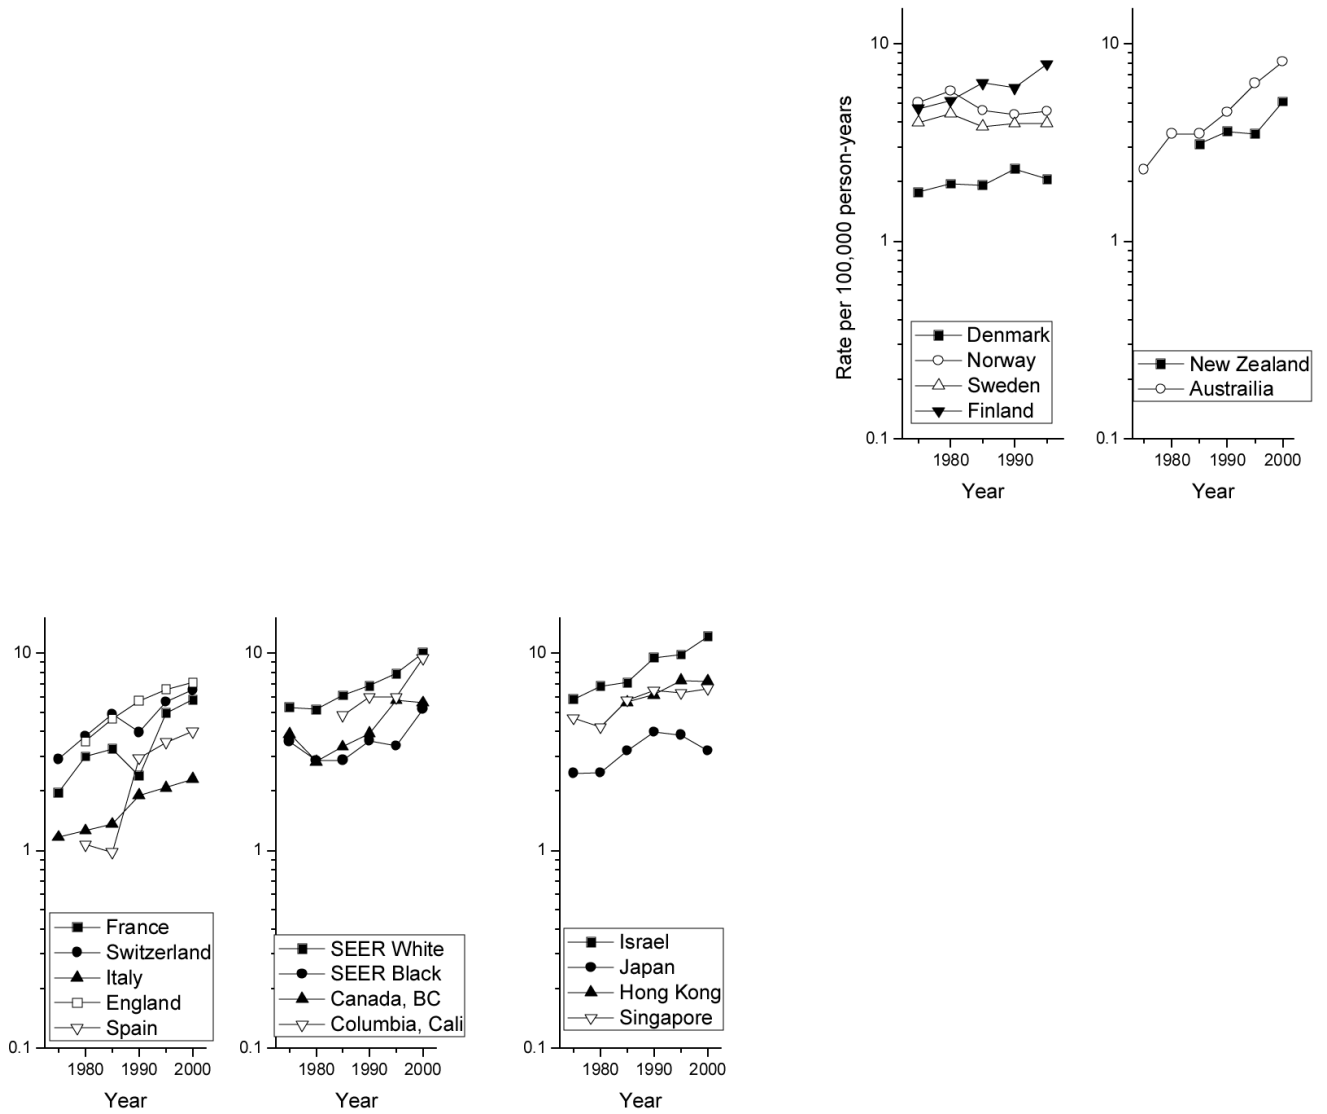 Rate per 100,000 person-years
10
1
0.1
Denmark
Norway
Sweden
Finland
1980 1990
Year
10
1
0.1
New Zealand
Austrailia
1980 1990 2000
Year
10
1
0.1
France
Switzerland
Italy
England
Spain
1980 1990 2000
Year
10
1
0.1
SEER White
SEER Black
Canada, BC
Columbia, Cali
1980 1990 2000
Year
10
1
0.1
Israel
Japan
Hong Kong
Singapore
1980 1990 2000
Year